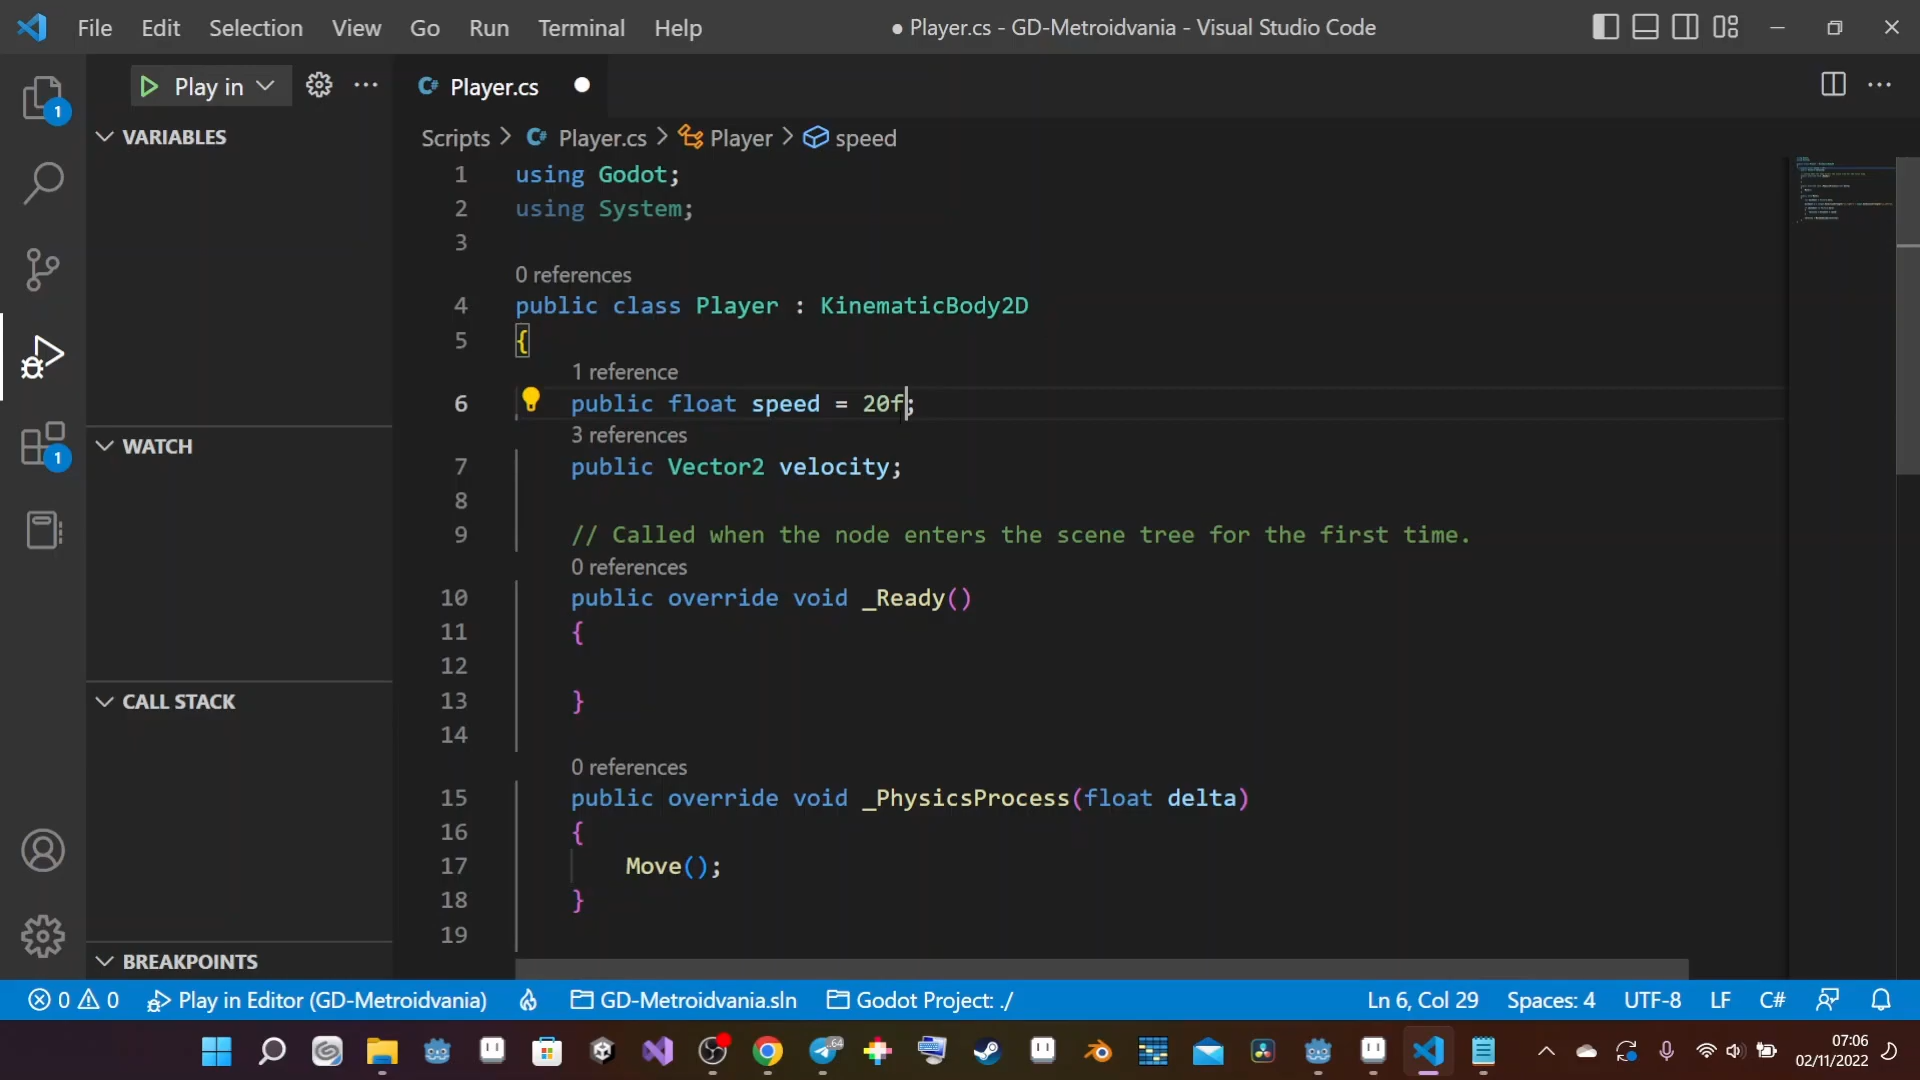 File Edit Selection View Go Run Terminal Help
● Player.cs - GD-Metroidvania - Visual Studio Code
Play in
Player.cs
1
VARIABLES
Scripts > Player.cs > Player > speed
1 using Godot;
2 using System;
3
0 references
4 public class Player : KinematicBody2D
5 {
1 reference
6 public float speed = 20f;
3 references
WATCH
1
7 public Vector2 velocity;
8
9 // Called when the node enters the scene tree for the first time.
0 references
10 public override void _Ready()
11 {
12
CALL STACK
13 }
14
0 references
15 public override void _PhysicsProcess(float delta)
16 {
17 Move();
18 }
19
BREAKPOINTS
0 0 Play in Editor (GD-Metroidvania) GD-Metroidvania.sln Godot Project: ./ Ln 6, Col 29 Spaces: 4 UTF-8 LF C#
64
07:06
02/11/2022